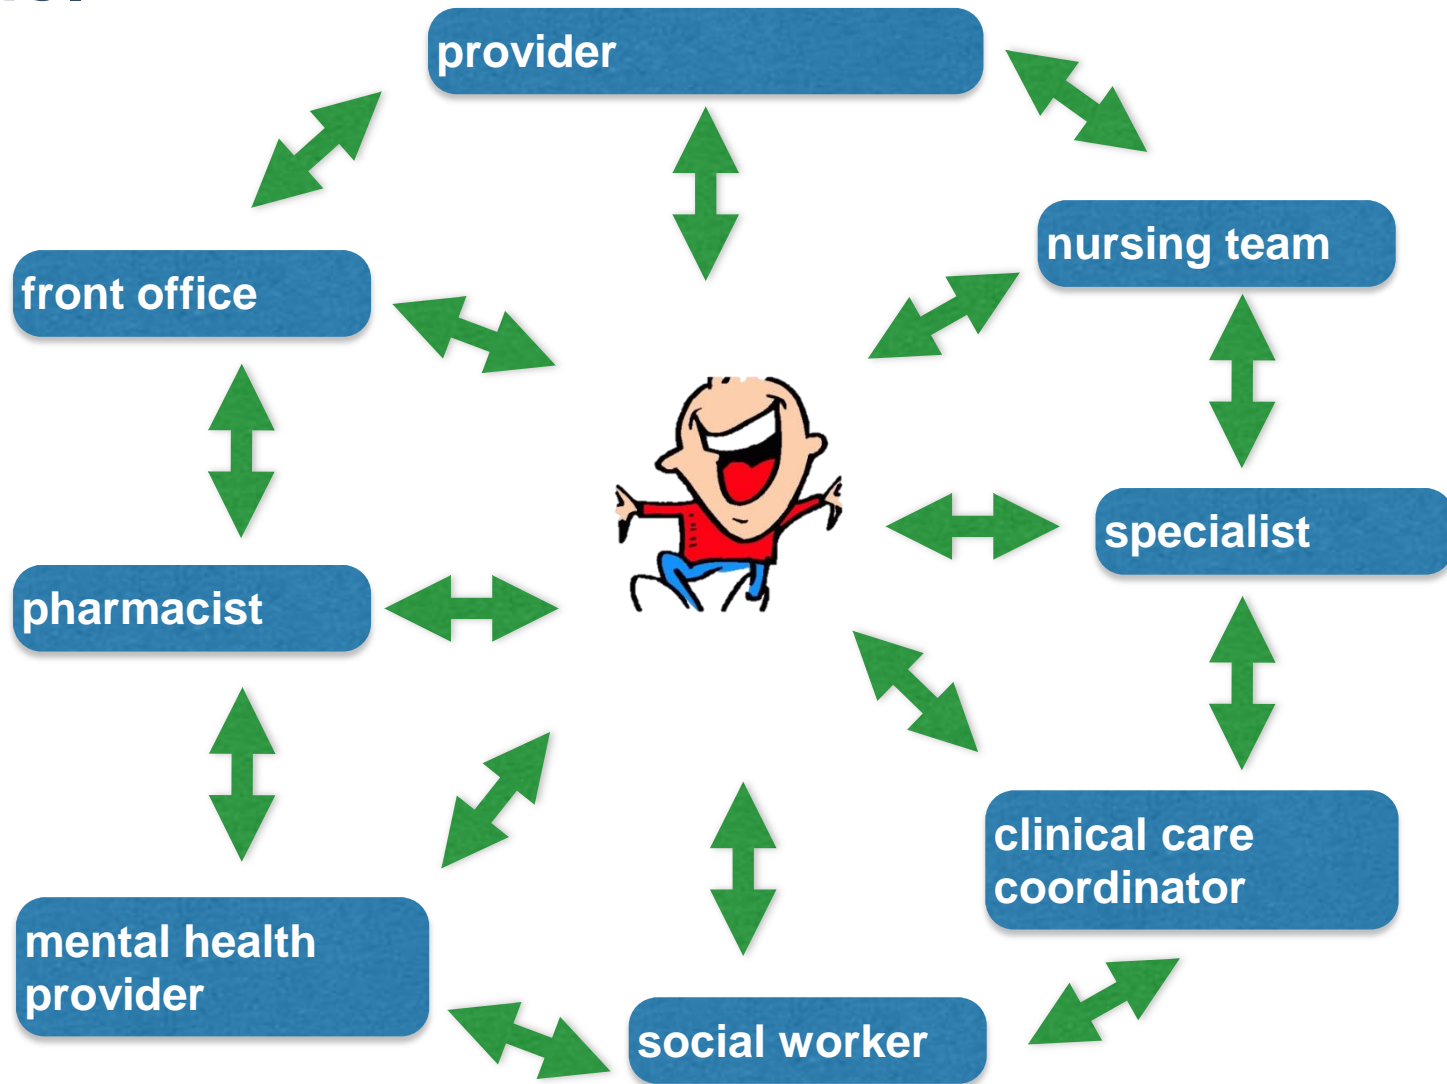 provider
nursing team
front office
specialist
pharmacist
clinical care
coordinator
mental health
provider
social worker